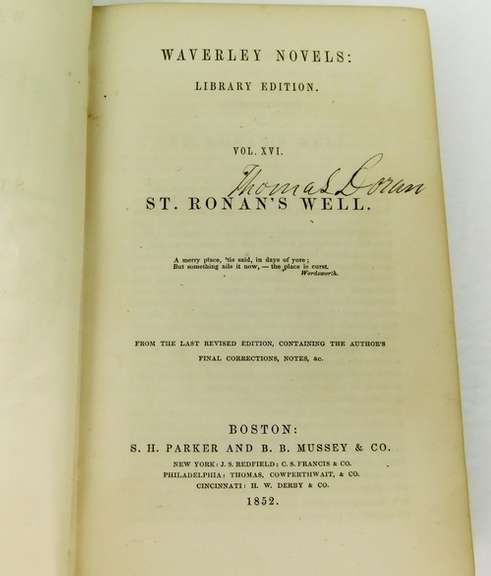 WAVERLEY NOVELS:
LIBRARY EDITION.
VOL. XVI.
Thomas Doran
ST. RONAN'S WELL.
A merry place, 'tis said, in days of yore;
But something ails it now, — the place is curst.
Wordsworth.
FROM THE LAST REVISED EDITION, CONTAINING THE AUTHOR'S
FINAL CORRECTIONS, NOTES, &c.
BOSTON:
S. H. PARKER AND B. B. MUSSEY & CO.
NEW YORK: J. S. REDFIELD; C. S. FRANCIS & CO.
PHILADELPHIA: THOMAS, COWPERTHWAIT, & CO.
CINCINNATI: H. W. DERBY & CO.
1852.